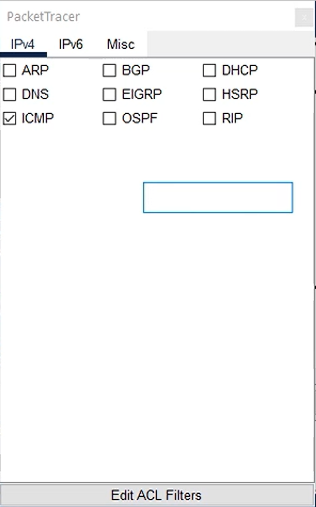 PacketTracer
IPv4 IPv6 Misc
ARP BGP DHCP
DNS EIGRP HSRP
ICMP OSPF RIP
Edit ACL Filters